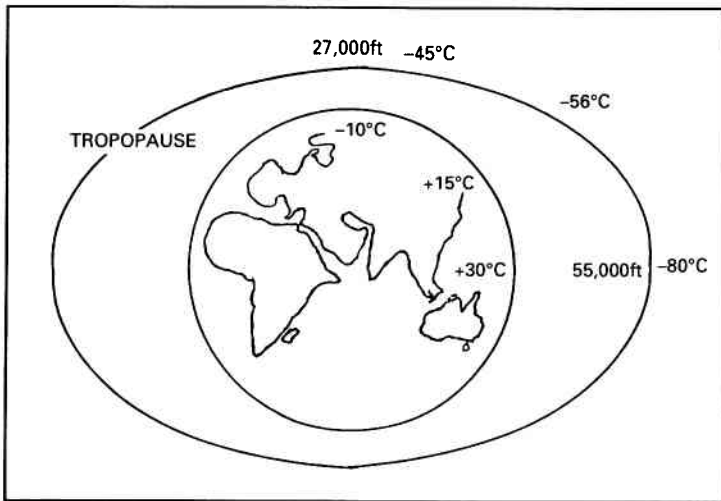 27,000ft –45°C
–56°C
TROPOPAUSE
–10°C
+15°C
+30°C
55,000ft –80°C